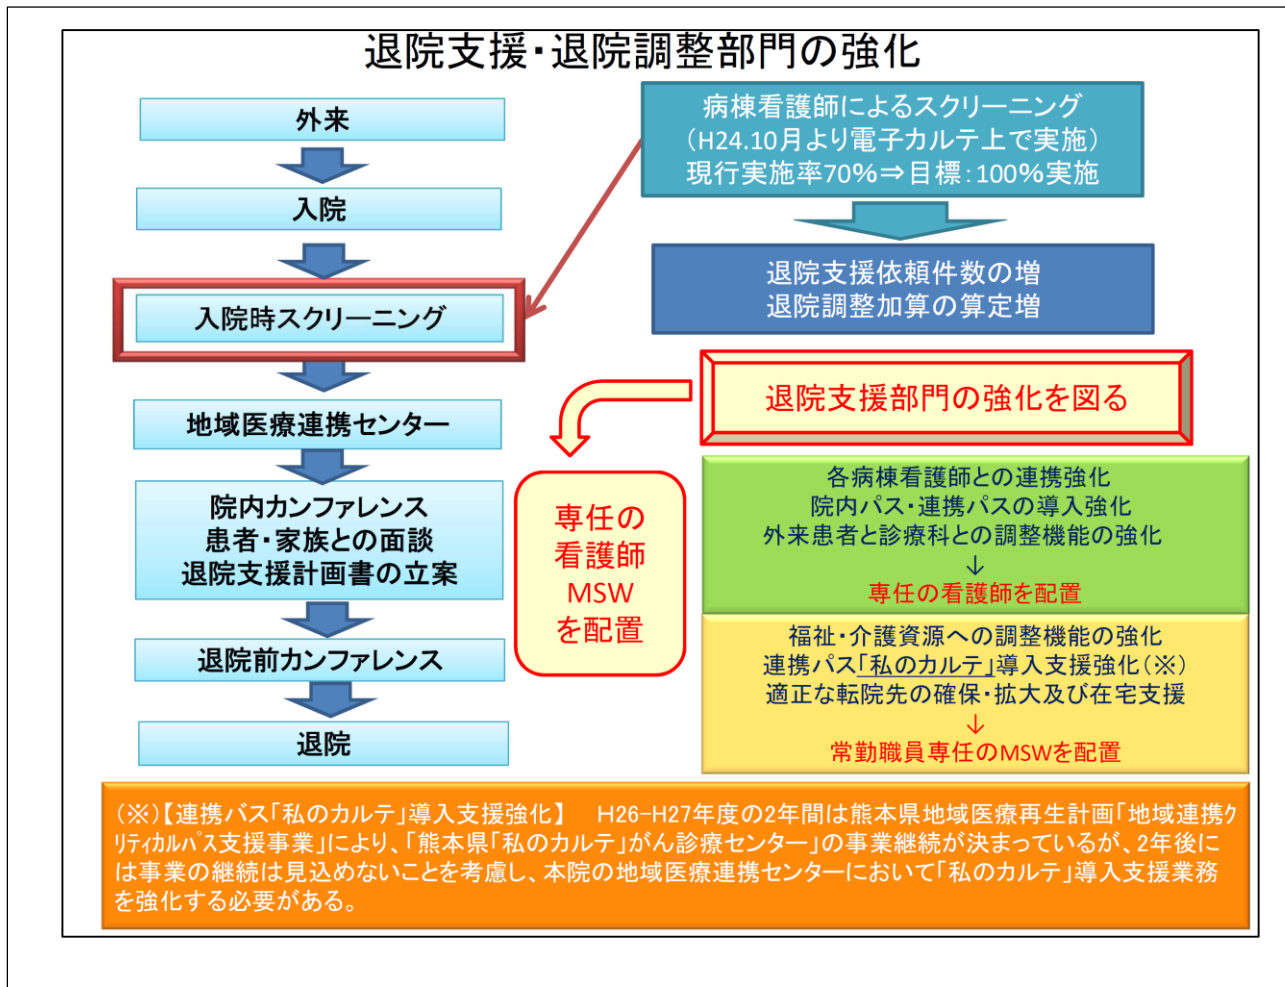 退院支援・退院調整部門の強化
外来
入院
入院時スクリーニング
地域医療連携センター
院内カンファレンス
患者・家族との面談
退院支援計画書の立案
退院前カンファレンス
退院
病棟看護師によるスクリーニング
（H24.10月より電子カルテ上で実施）
現行実施率70%⇒目標：100%実施
退院支援依頼件数の増
退院調整加算の算定増
退院支援部門の強化を図る
専任の
看護師
MSW
を配置
各病棟看護師との連携強化
院内パス・連携パスの導入強化
外来患者と診療科との調整機能の強化
↓
専任の看護師を配置
福祉・介護資源への調整機能の強化
連携パス「私のカルテ」導入支援強化（※）
適正な転院先の確保・拡大及び在宅支援
↓
常勤職員専任のMSWを配置
（※）【連携バス「私のカルテ」導入支援強化】　H26-H27年度の2年間は熊本県地域医療再生計画「地域連携ｸ
ﾘﾃｨｶﾙﾊﾟｽ支援事業」により、「熊本県「私のカルテ」がん診療センター」の事業継続が決まっているが、2年後に
は事業の継続は見込めないことを考慮し、本院の地域医療連携センターにおいて「私のカルテ」導入支援業務
を強化する必要がある。